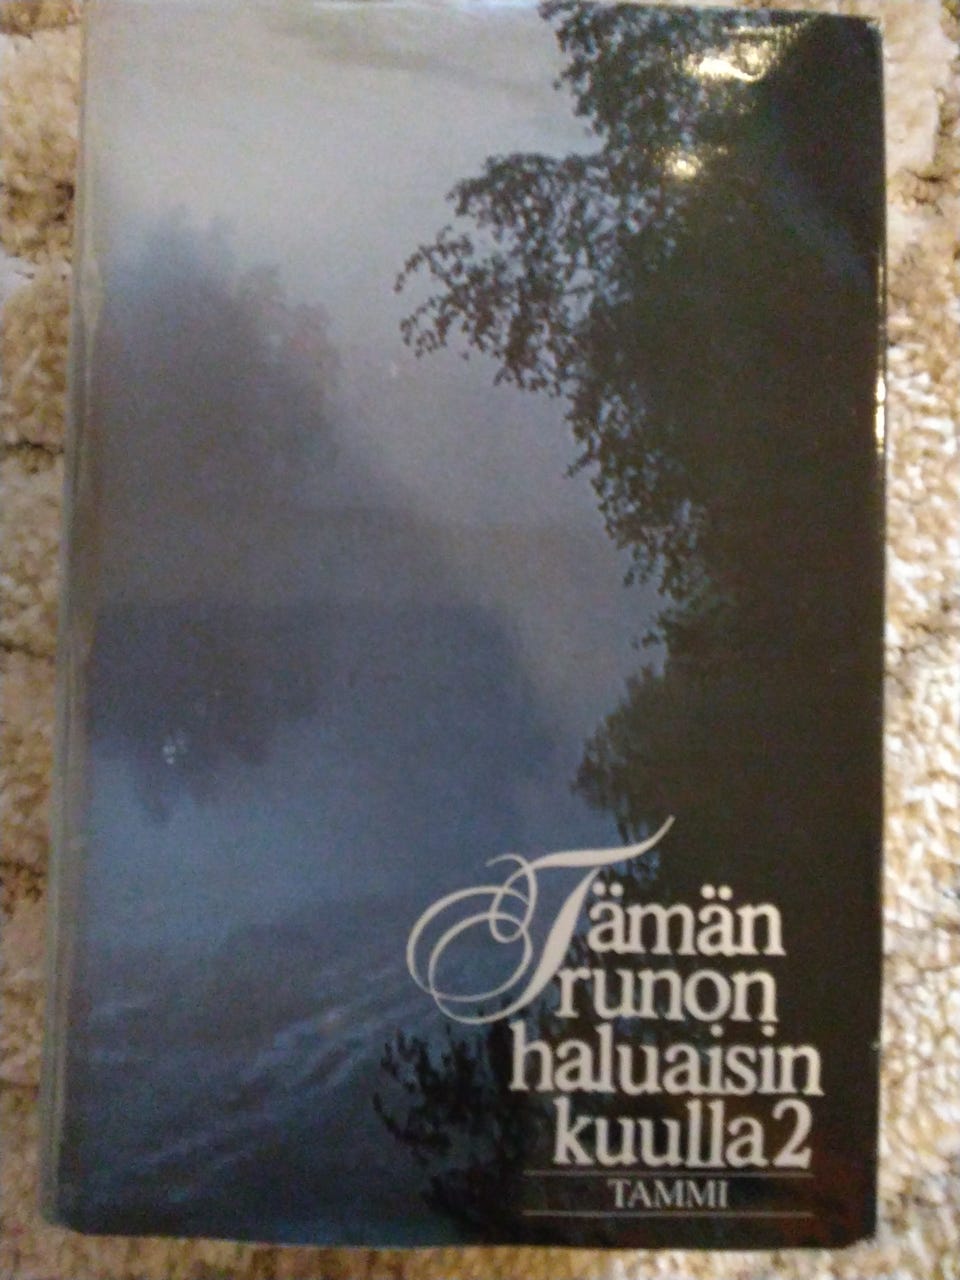 Tämän
runon
haluaisin
kuulla 2
TAMMI